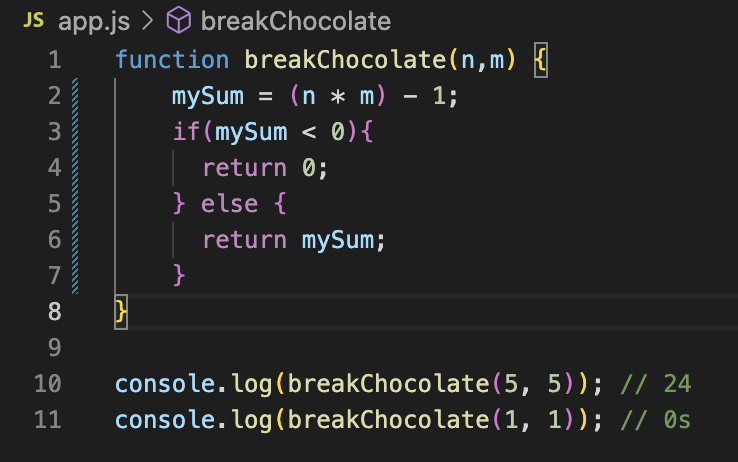 JS app.js > breakChocolate
1 function breakChocolate(n,m) {
2 mySum = (n * m) - 1;
3 if(mySum < 0){
4 return 0;
5 } else {
6 return mySum;
7 }
8 }
9
10 console.log(breakChocolate(5, 5)); // 24
11 console.log(breakChocolate(1, 1)); // 0s